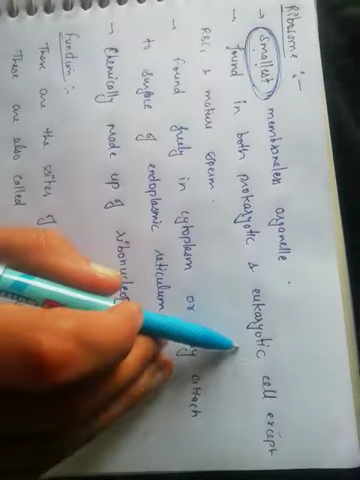 Ribosome :-
→ smallest membraneless organelle.
→ found in both prokaryotic & eukaryotic cell except
RBC, & mature sperm.
→ found freely in cytoplasm or attach
to surface of endoplasmic reticulum
→ Chemically made up of
function :-
These are the sites of
These are also called